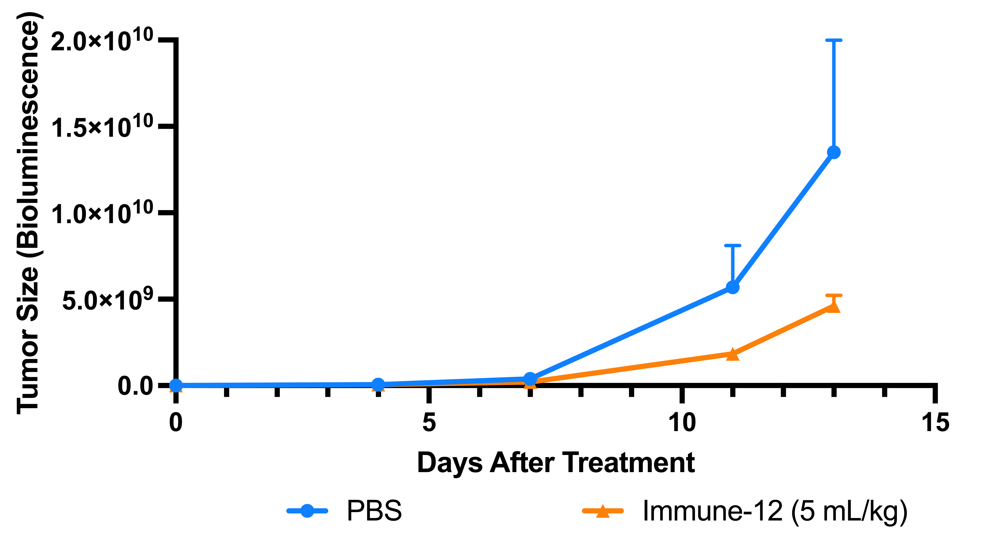 Tumor Size (Bioluminescence)
2.0×10¹⁰
1.5×10¹⁰
1.0×10¹⁰
5.0×10⁹
0.0
0 5 10 15
Days After Treatment
PBS Immune-12 (5 mL/kg)